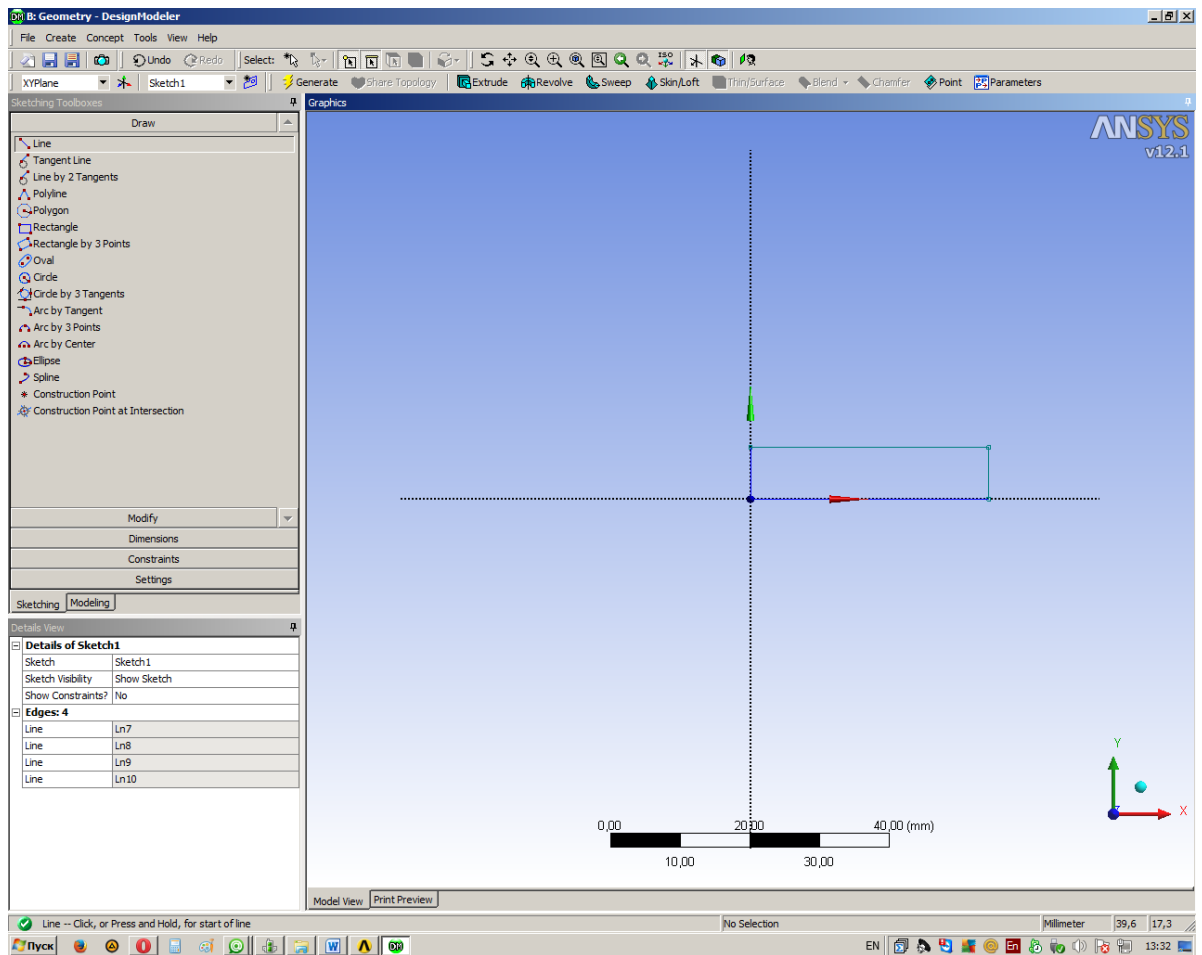 B: Geometry - DesignModeler
File Create Concept Tools View Help
Undo Redo Select:
XYPlane Sketch1 Generate Share Topology Extrude Revolve Sweep Skin/Loft Thin/Surface Blend Chamfer Point Parameters
Sketching Toolboxes
Draw
Line
Tangent Line
Line by 2 Tangents
Polyline
Polygon
Rectangle
Rectangle by 3 Points
Oval
Circle
Circle by 3 Tangents
Arc by Tangent
Arc by 3 Points
Arc by Center
Ellipse
Spline
Construction Point
Construction Point at Intersection
Modify
Dimensions
Constraints
Settings
Sketching Modeling
Details View
Details of Sketch1
Sketch Sketch1
Sketch Visibility Show Sketch
Show Constraints? No
Edges: 4
Line Ln7
Line Ln8
Line Ln9
Line Ln10
Graphics
ANSYS
v12.1
Y
X
0,00 20,00 40,00 (mm)
10,00 30,00
Model View Print Preview
Line -- Click, or Press and Hold, for start of line No Selection Millimeter 39,6 17,3
Пуск EN En 13:32